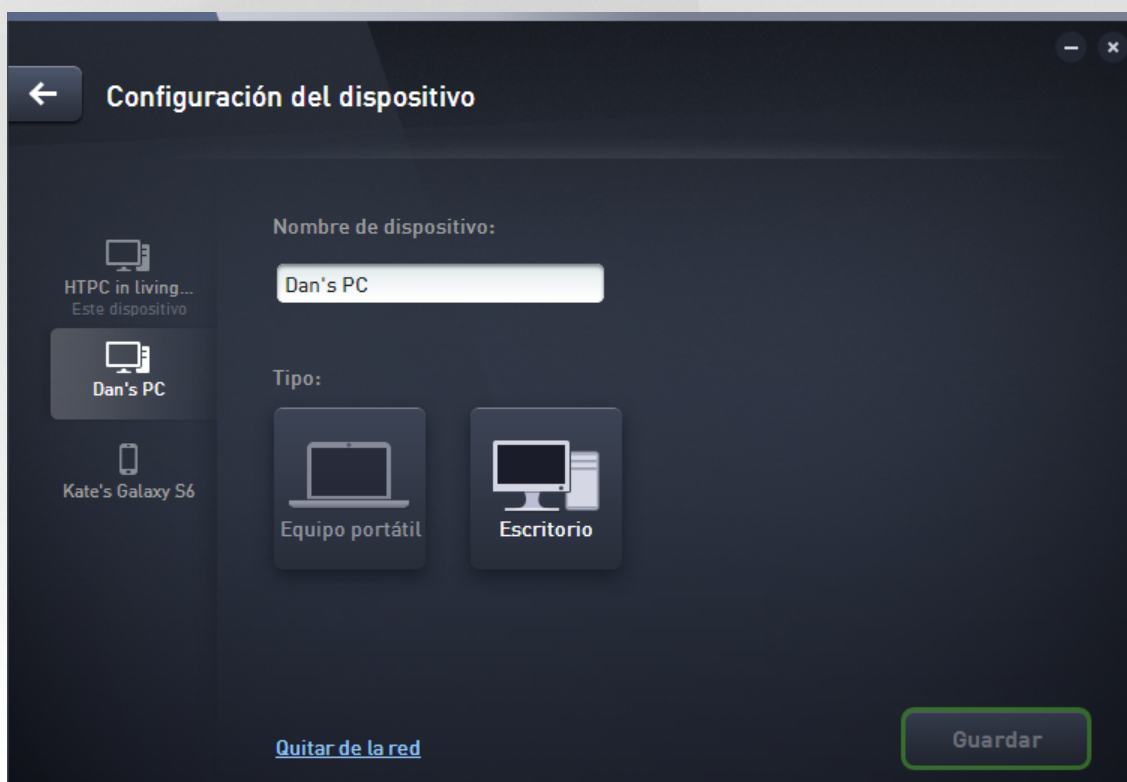 Configuración del dispositivo
HTPC in living...
Este dispositivo
Dan's PC
Kate's Galaxy S6
Nombre de dispositivo:
Dan's PC
Tipo:
Equipo portátil
Escritorio
Quitar de la red
Guardar